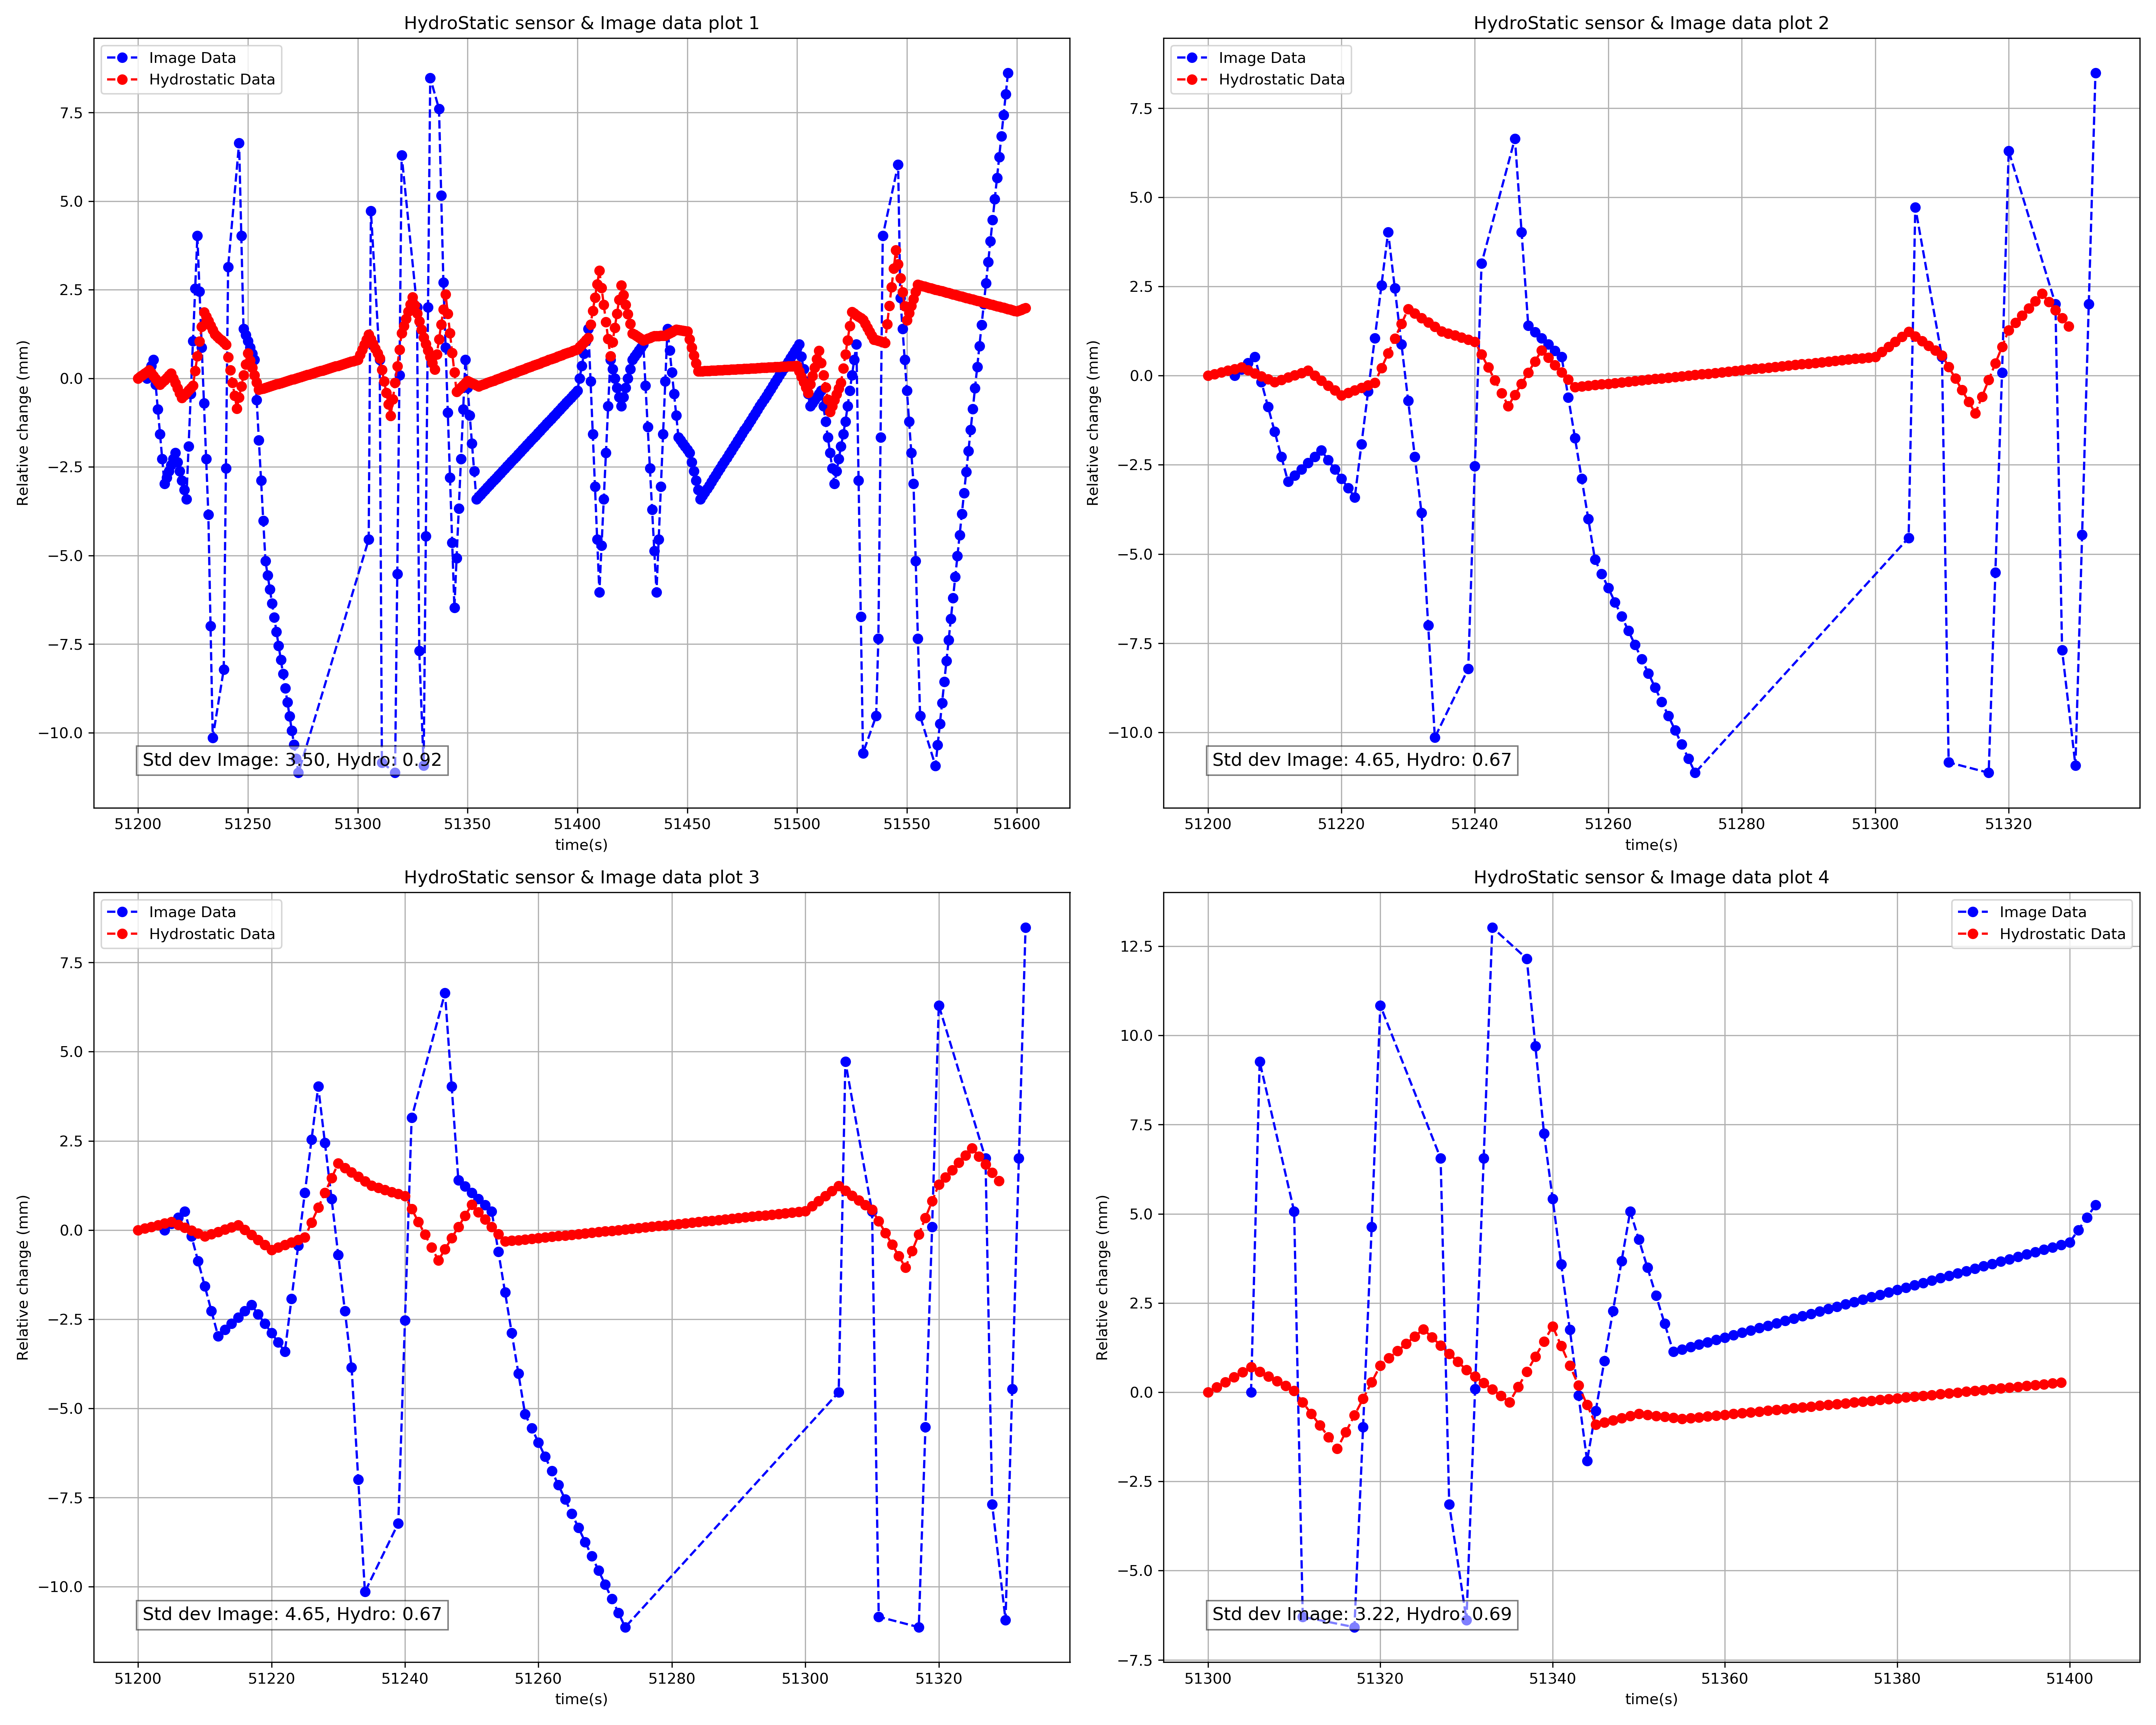 HydroStatic sensor & Image data plot 1
Image Data
Hydrostatic Data
Relative change (mm)
7.5
5.0
2.5
0.0
−2.5
−5.0
−7.5
−10.0
Std dev Image: 3.50, Hydro: 0.92
51200 51250 51300 51350 51400 51450 51500 51550 51600
time(s)
HydroStatic sensor & Image data plot 2
Image Data
Hydrostatic Data
Relative change (mm)
7.5
5.0
2.5
0.0
−2.5
−5.0
−7.5
−10.0
Std dev Image: 4.65, Hydro: 0.67
51200 51220 51240 51260 51280 51300 51320
time(s)
HydroStatic sensor & Image data plot 3
Image Data
Hydrostatic Data
Relative change (mm)
7.5
5.0
2.5
0.0
−2.5
−5.0
−7.5
−10.0
Std dev Image: 4.65, Hydro: 0.67
51200 51220 51240 51260 51280 51300 51320
time(s)
HydroStatic sensor & Image data plot 4
Image Data
Hydrostatic Data
Relative change (mm)
12.5
10.0
7.5
5.0
2.5
0.0
−2.5
−5.0
−7.5
Std dev Image: 3.22, Hydro: 0.69
51300 51320 51340 51360 51380 51400
time(s)